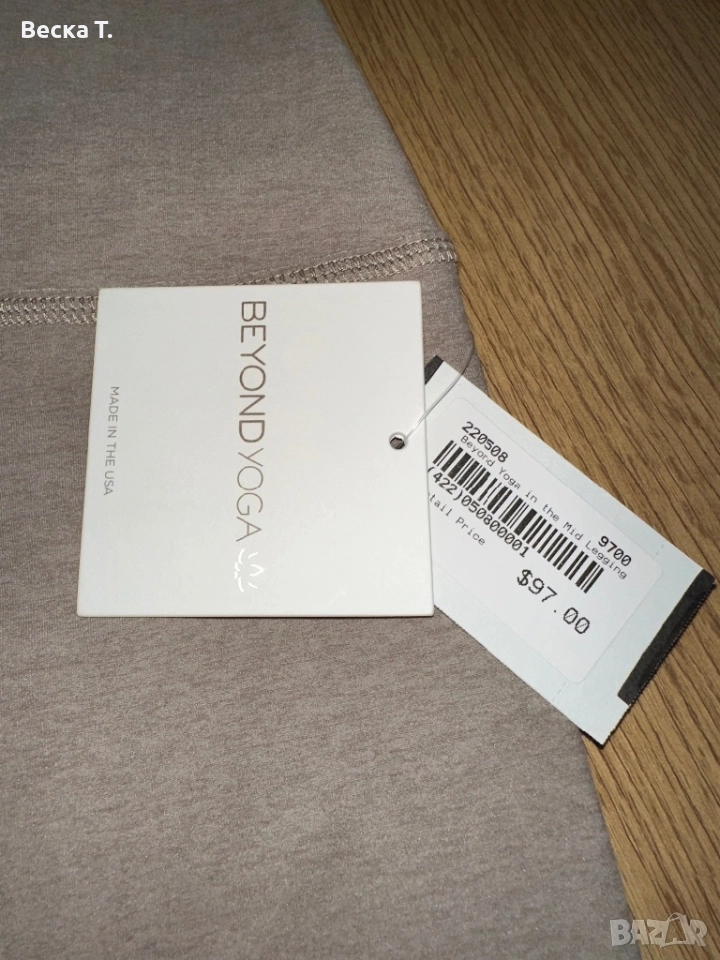 Веска Т.
BEYOND YOGA
MADE IN THE USA
220508 9700
Beyond Yoga in the Mid Legging
(422)050800001
tail Price
$97.00
BAZAR